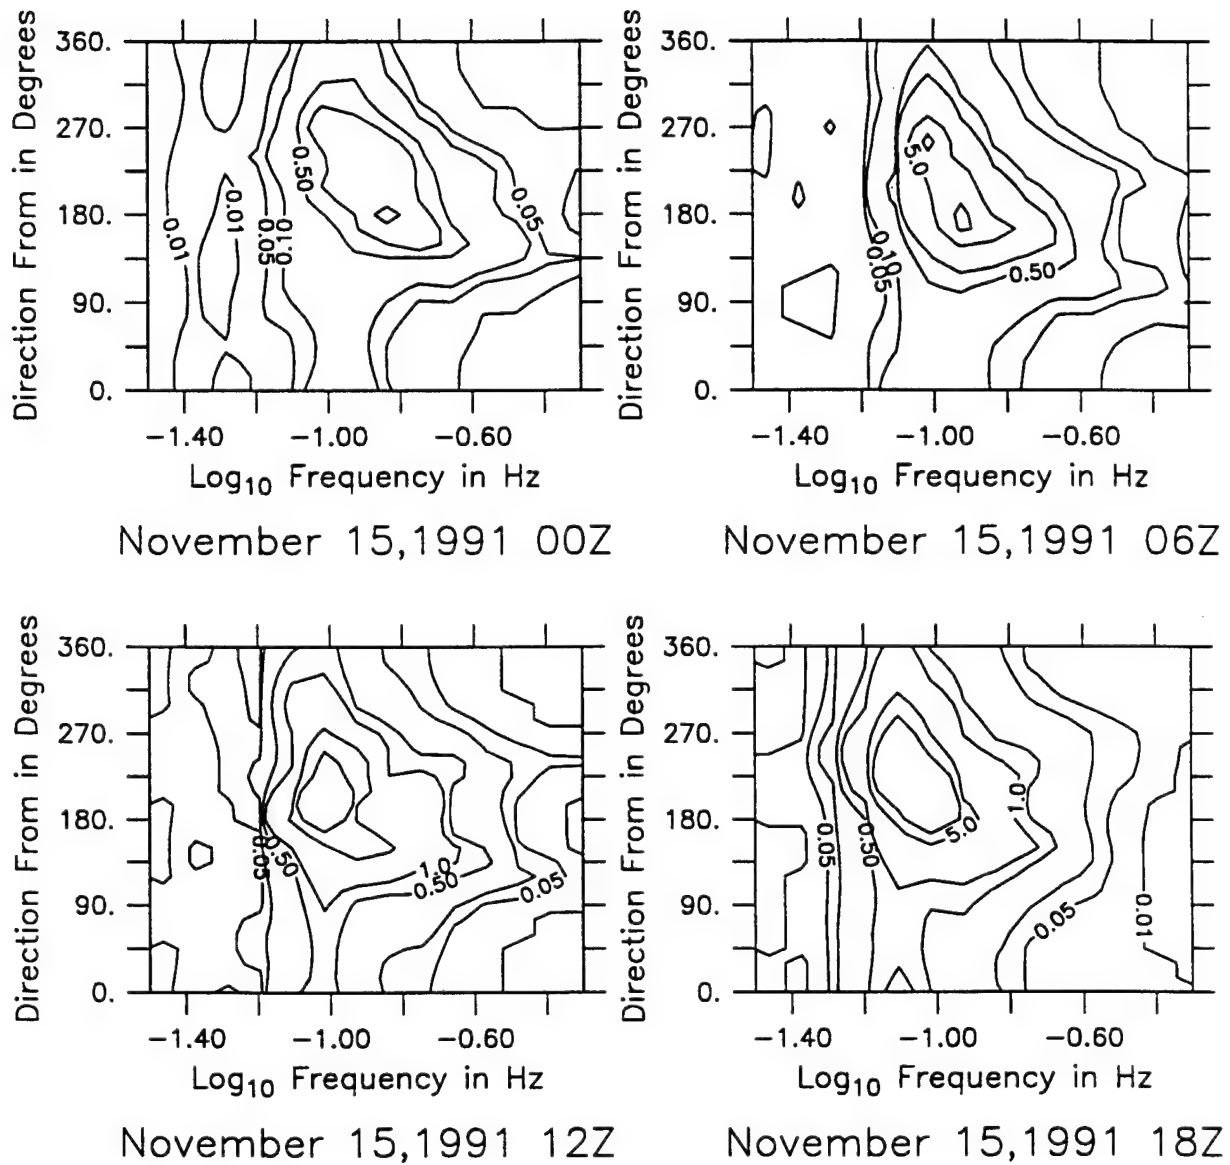 Direction From in Degrees
360.
270.
180.
90.
0.
0.01
0.01
0.05
0.10
0.50
0.05
-1.40 -1.00 -0.60
Log10 Frequency in Hz
November 15,1991 00Z
Direction From in Degrees
360.
270.
180.
90.
0.
5.0
0.10
0.05
0.50
-1.40 -1.00 -0.60
Log10 Frequency in Hz
November 15,1991 06Z
Direction From in Degrees
360.
270.
180.
90.
0.
0.05
0.50
1.0
0.50
0.05
-1.40 -1.00 -0.60
Log10 Frequency in Hz
November 15,1991 12Z
Direction From in Degrees
360.
270.
180.
90.
0.
0.05
0.50
5.0
1.0
0.05
0.01
-1.40 -1.00 -0.60
Log10 Frequency in Hz
November 15,1991 18Z